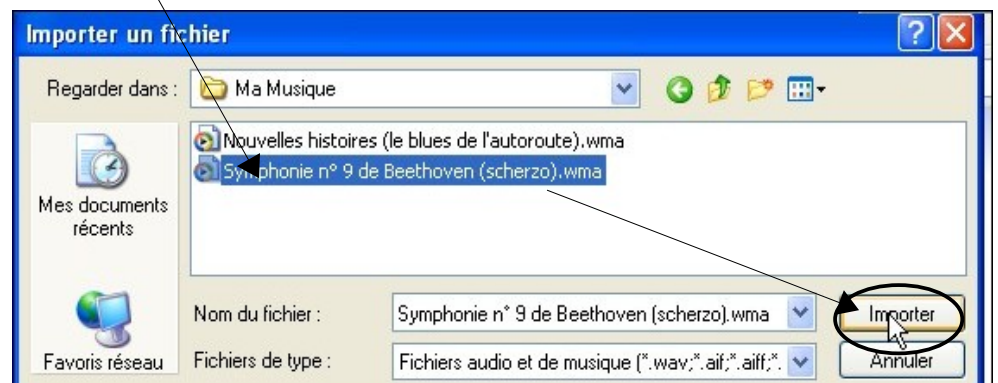 Importer un fichier
Regarder dans :
Ma Musique
Nouvelles histoires (le blues de l'autoroute).wma
Symphonie n° 9 de Beethoven (scherzo).wma
Mes documents
récents
Favoris réseau
Nom du fichier :
Symphonie n° 9 de Beethoven (scherzo).wma
Importer
Fichiers de type :
Fichiers audio et de musique (*.wav;*.aif;*.aiff;*.
Annuler